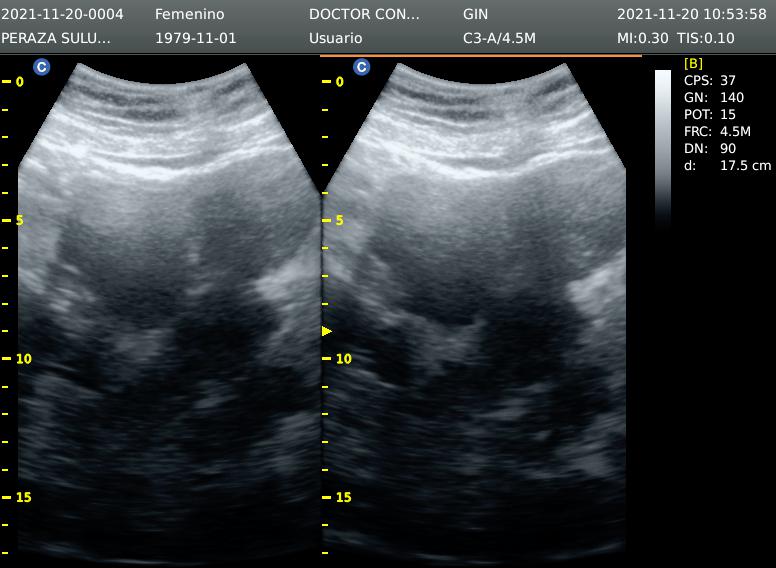 2021-11-20-0004 Femenino DOCTOR CON... GIN 2021-11-20 10:53:58
PERAZA SULU... 1979-11-01 Usuario C3-A/4.5M MI:0.30 TIS:0.10
C C [B]
0 0 CPS: 37
GN: 140
POT: 15
FRC: 4.5M
DN: 90
d: 17.5 cm
5 5
10 10
15 15